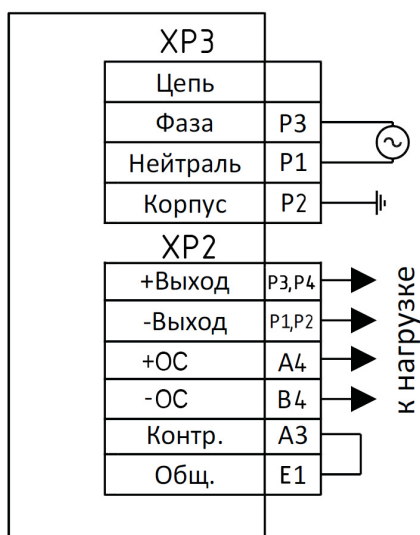 XP3
Цепь
Фаза P3
Нейтраль P1
Корпус P2
XP2
+Выход P3,P4
-Выход P1,P2
+ОС A4
-ОС B4
Контр. A3
Общ. E1
к нагрузке